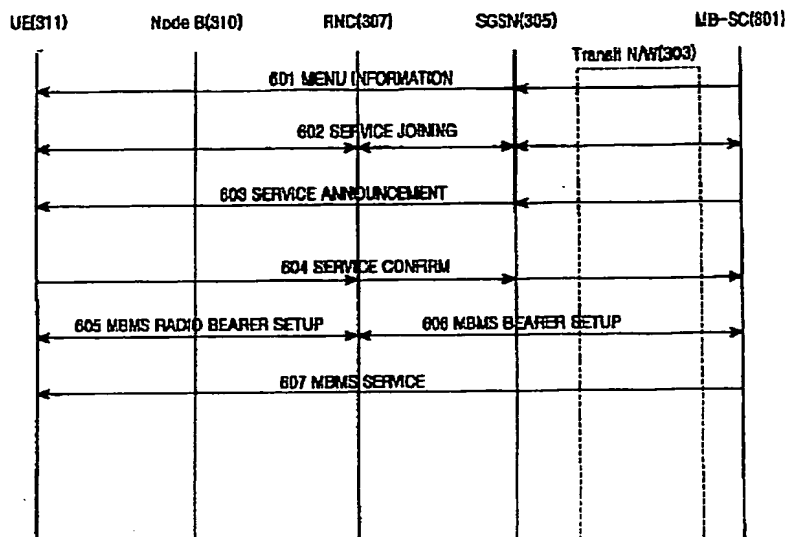 UE(311) Node B(310) RNC(307) SGSN(305) MB-SC(801)
Transit N/W(303)
601 MENU INFORMATION
602 SERVICE JOINING
603 SERVICE ANNOUNCEMENT
604 SERVICE CONFIRM
605 MBMS RADIO BEARER SETUP 606 MBMS BEARER SETUP
607 MBMS SERVICE